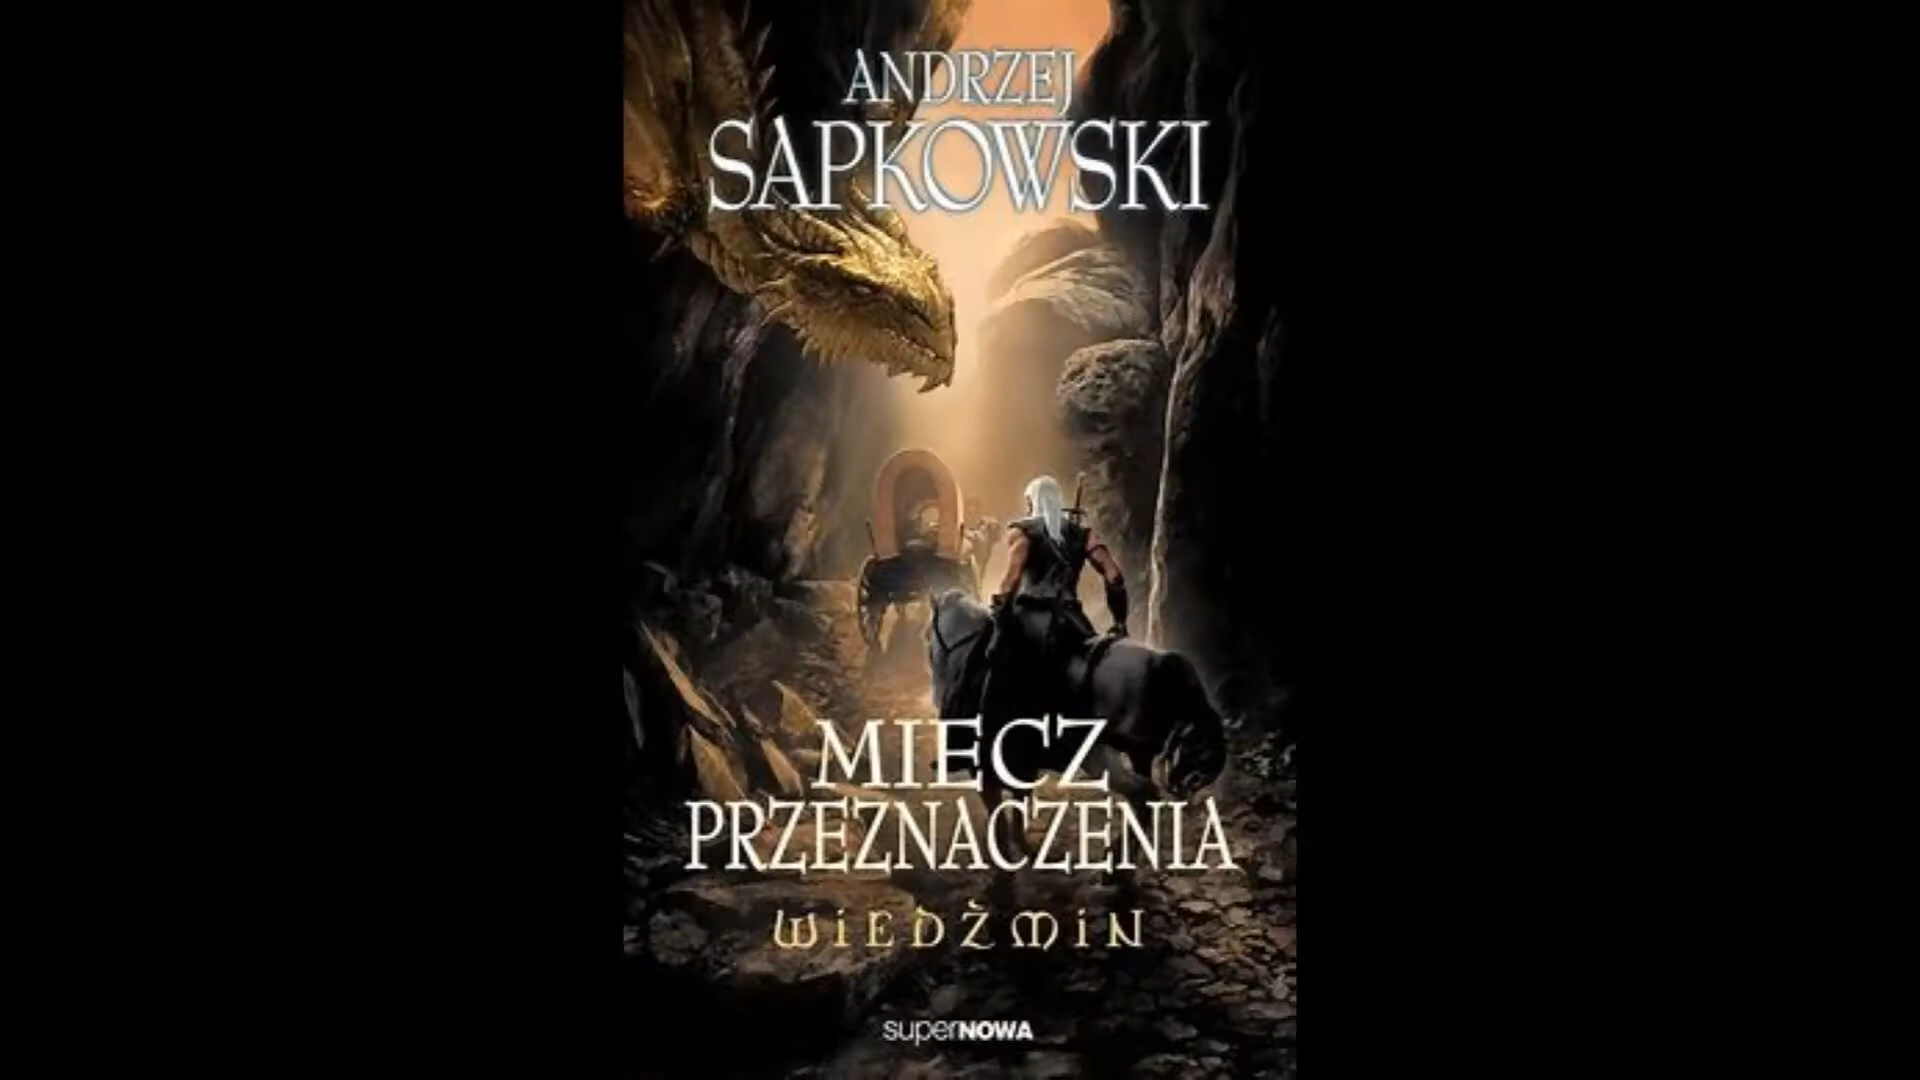 ANDRZEJ
SAPKOWSKI
MIECZ
PRZEZNACZENIA
WIEDŹMIN
superNOWA